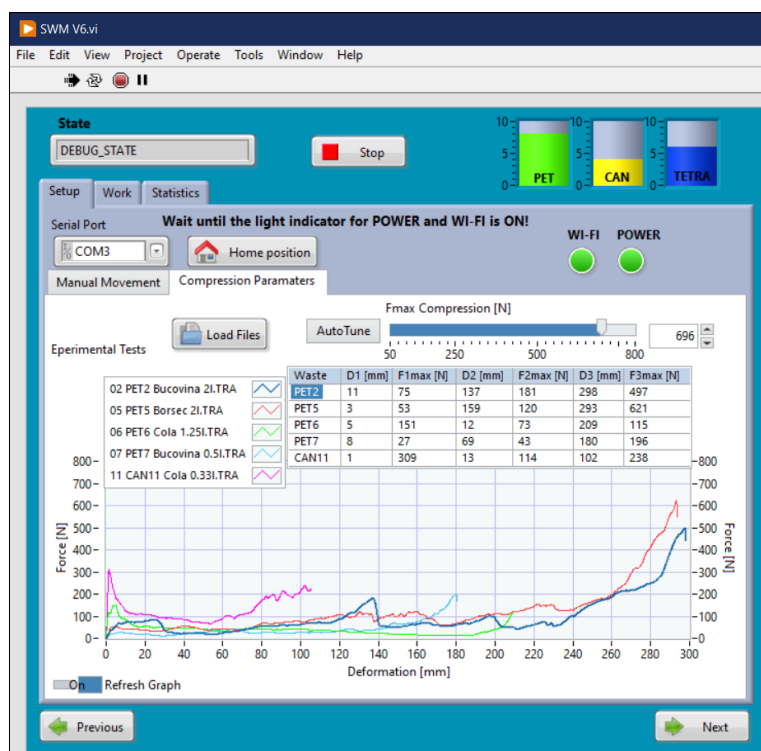 SWM V6.vi
File Edit View Project Operate Tools Window Help
State
DEBUG_STATE
Stop
10- 10- 10-
5- 5- 5-
0- 0- 0-
PET CAN TETRA
Setup Work Statistics
Serial Port
Wait until the light indicator for POWER and WI-FI is ON!
COM3
Home position
WI-FI POWER
Manual Movement Compression Paramaters
Fmax Compression [N]
Load Files
AutoTune
50 250 500 800
696
Eperimental Tests
Waste D1 [mm] F1max [N] D2 [mm] F2max [N] D3 [mm] F3max [N]
PET2 11 75 137 181 298 497
PET5 3 53 159 120 293 621
PET6 5 151 12 73 209 115
PET7 8 27 69 43 180 196
CAN11 1 309 13 114 102 238
02 PET2 Bucovina 2l.TRA
05 PET5 Borsec 2l.TRA
06 PET6 Cola 1.25l.TRA
07 PET7 Bucovina 0.5l.TRA
11 CAN11 Cola 0.33l.TRA
800- -800
700- -700
600- -600
500- -500
400- -400
300- -300
200- -200
100- -100
0- -0
Force [N]
Force [N]
0 20 40 60 80 100 120 140 160 180 200 220 240 260 280 300
Deformation [mm]
On Refresh Graph
Previous
Next